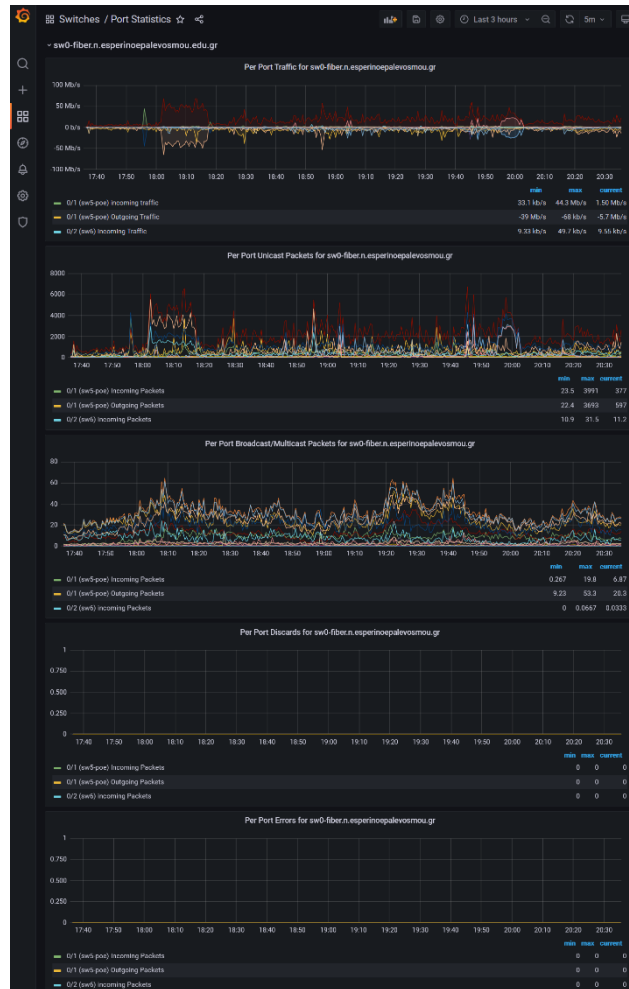 Switches / Port Statistics
Last 3 hours
5m
sw0-fiber.n.esperinoepalevosmou.edu.gr
Per Port Traffic for sw0-fiber.n.esperinoepalevosmou.gr
100 Mb/s
50 Mb/s
0 b/s
-50 Mb/s
-100 Mb/s
17:40 17:50 18:00 18:10 18:20 18:30 18:40 18:50 19:00 19:10 19:20 19:30 19:40 19:50 20:00 20:10 20:20 20:30
min max current
0/1 (sw5-poe) Incoming traffic 33.1 kb/s 44.3 Mb/s 1.50 Mb/s
0/1 (sw5-poe) Outgoing Traffic -39 Mb/s -68 kb/s -5.7 Mb/s
0/2 (sw6) Incoming Traffic 9.33 kb/s 49.7 kb/s 9.55 kb/s
Per Port Unicast Packets for sw0-fiber.n.esperinoepalevosmou.gr
8000
6000
4000
2000
0
17:40 17:50 18:00 18:10 18:20 18:30 18:40 18:50 19:00 19:10 19:20 19:30 19:40 19:50 20:00 20:10 20:20 20:30
min max current
0/1 (sw5-poe) Incoming Packets 23.5 3991 377
0/1 (sw5-poe) Outgoing Packets 22.4 3693 597
0/2 (sw6) Incoming Packets 10.9 31.5 11.2
Per Port Broadcast/Multicast Packets for sw0-fiber.n.esperinoepalevosmou.gr
80
60
40
20
0
17:40 17:50 18:00 18:10 18:20 18:30 18:40 18:50 19:00 19:10 19:20 19:30 19:40 19:50 20:00 20:10 20:20 20:30
min max current
0/1 (sw5-poe) Incoming Packets 0.267 19.8 6.87
0/1 (sw5-poe) Outgoing Packets 9.23 53.3 20.3
0/2 (sw6) Incoming Packets 0 0.0667 0.0333
Per Port Discards for sw0-fiber.n.esperinoepalevosmou.gr
1
0.750
0.500
0.250
0
17:40 17:50 18:00 18:10 18:20 18:30 18:40 18:50 19:00 19:10 19:20 19:30 19:40 19:50 20:00 20:10 20:20 20:30
min max current
0/1 (sw5-poe) Incoming Packets 0 0 0
0/1 (sw5-poe) Outgoing Packets 0 0 0
0/2 (sw6) Incoming Packets 0 0 0
Per Port Errors for sw0-fiber.n.esperinoepalevosmou.gr
1
0.750
0.500
0.250
0
17:40 17:50 18:00 18:10 18:20 18:30 18:40 18:50 19:00 19:10 19:20 19:30 19:40 19:50 20:00 20:10 20:20 20:30
min max current
0/1 (sw5-poe) Incoming Packets 0 0 0
0/1 (sw5-poe) Outgoing Packets 0 0 0
0/2 (sw6) Incoming Packets 0 0 0